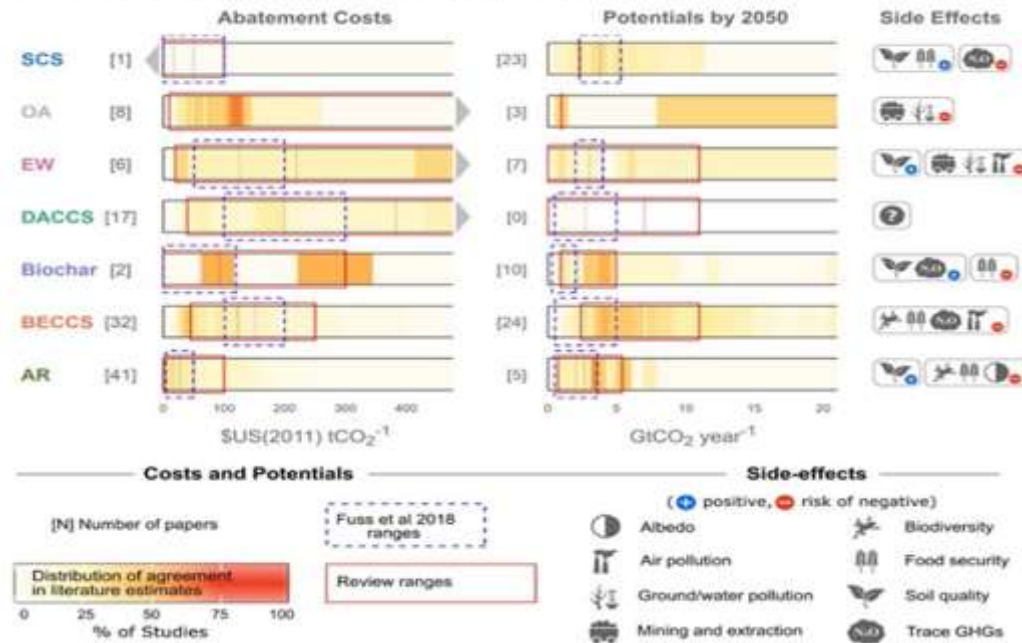 Abatement Costs Potentials by 2050 Side Effects
SCS [1] [23]
OA [8] [3]
EW [6] [7]
DACCS [17] [0] ?
Biochar [2] [10] N₂O
BECCS [32] [24]
AR [41] [5]
0 100 200 300 400 0 5 10 15 20
$US(2011) tCO₂⁻¹ GtCO₂ year⁻¹
Costs and Potentials Side-effects
(+ positive, − risk of negative)
[N] Number of papers Fuss et al 2018 Albedo Biodiversity
ranges
Air pollution Food security
Distribution of agreement Review ranges
in literature estimates
Ground/water pollution Soil quality
0 25 50 75 100
% of Studies Mining and extraction N₂O Trace GHGs